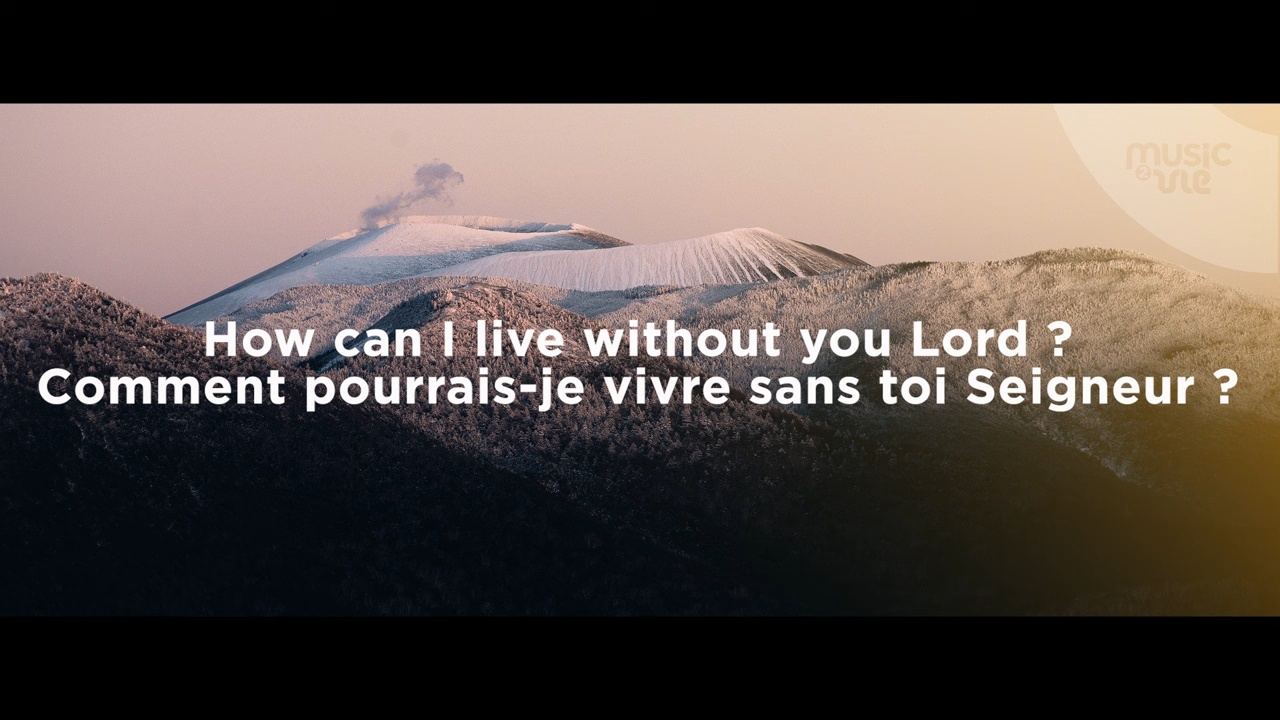 music
2 vie
How can I live without you Lord ?
Comment pourrais-je vivre sans toi Seigneur ?